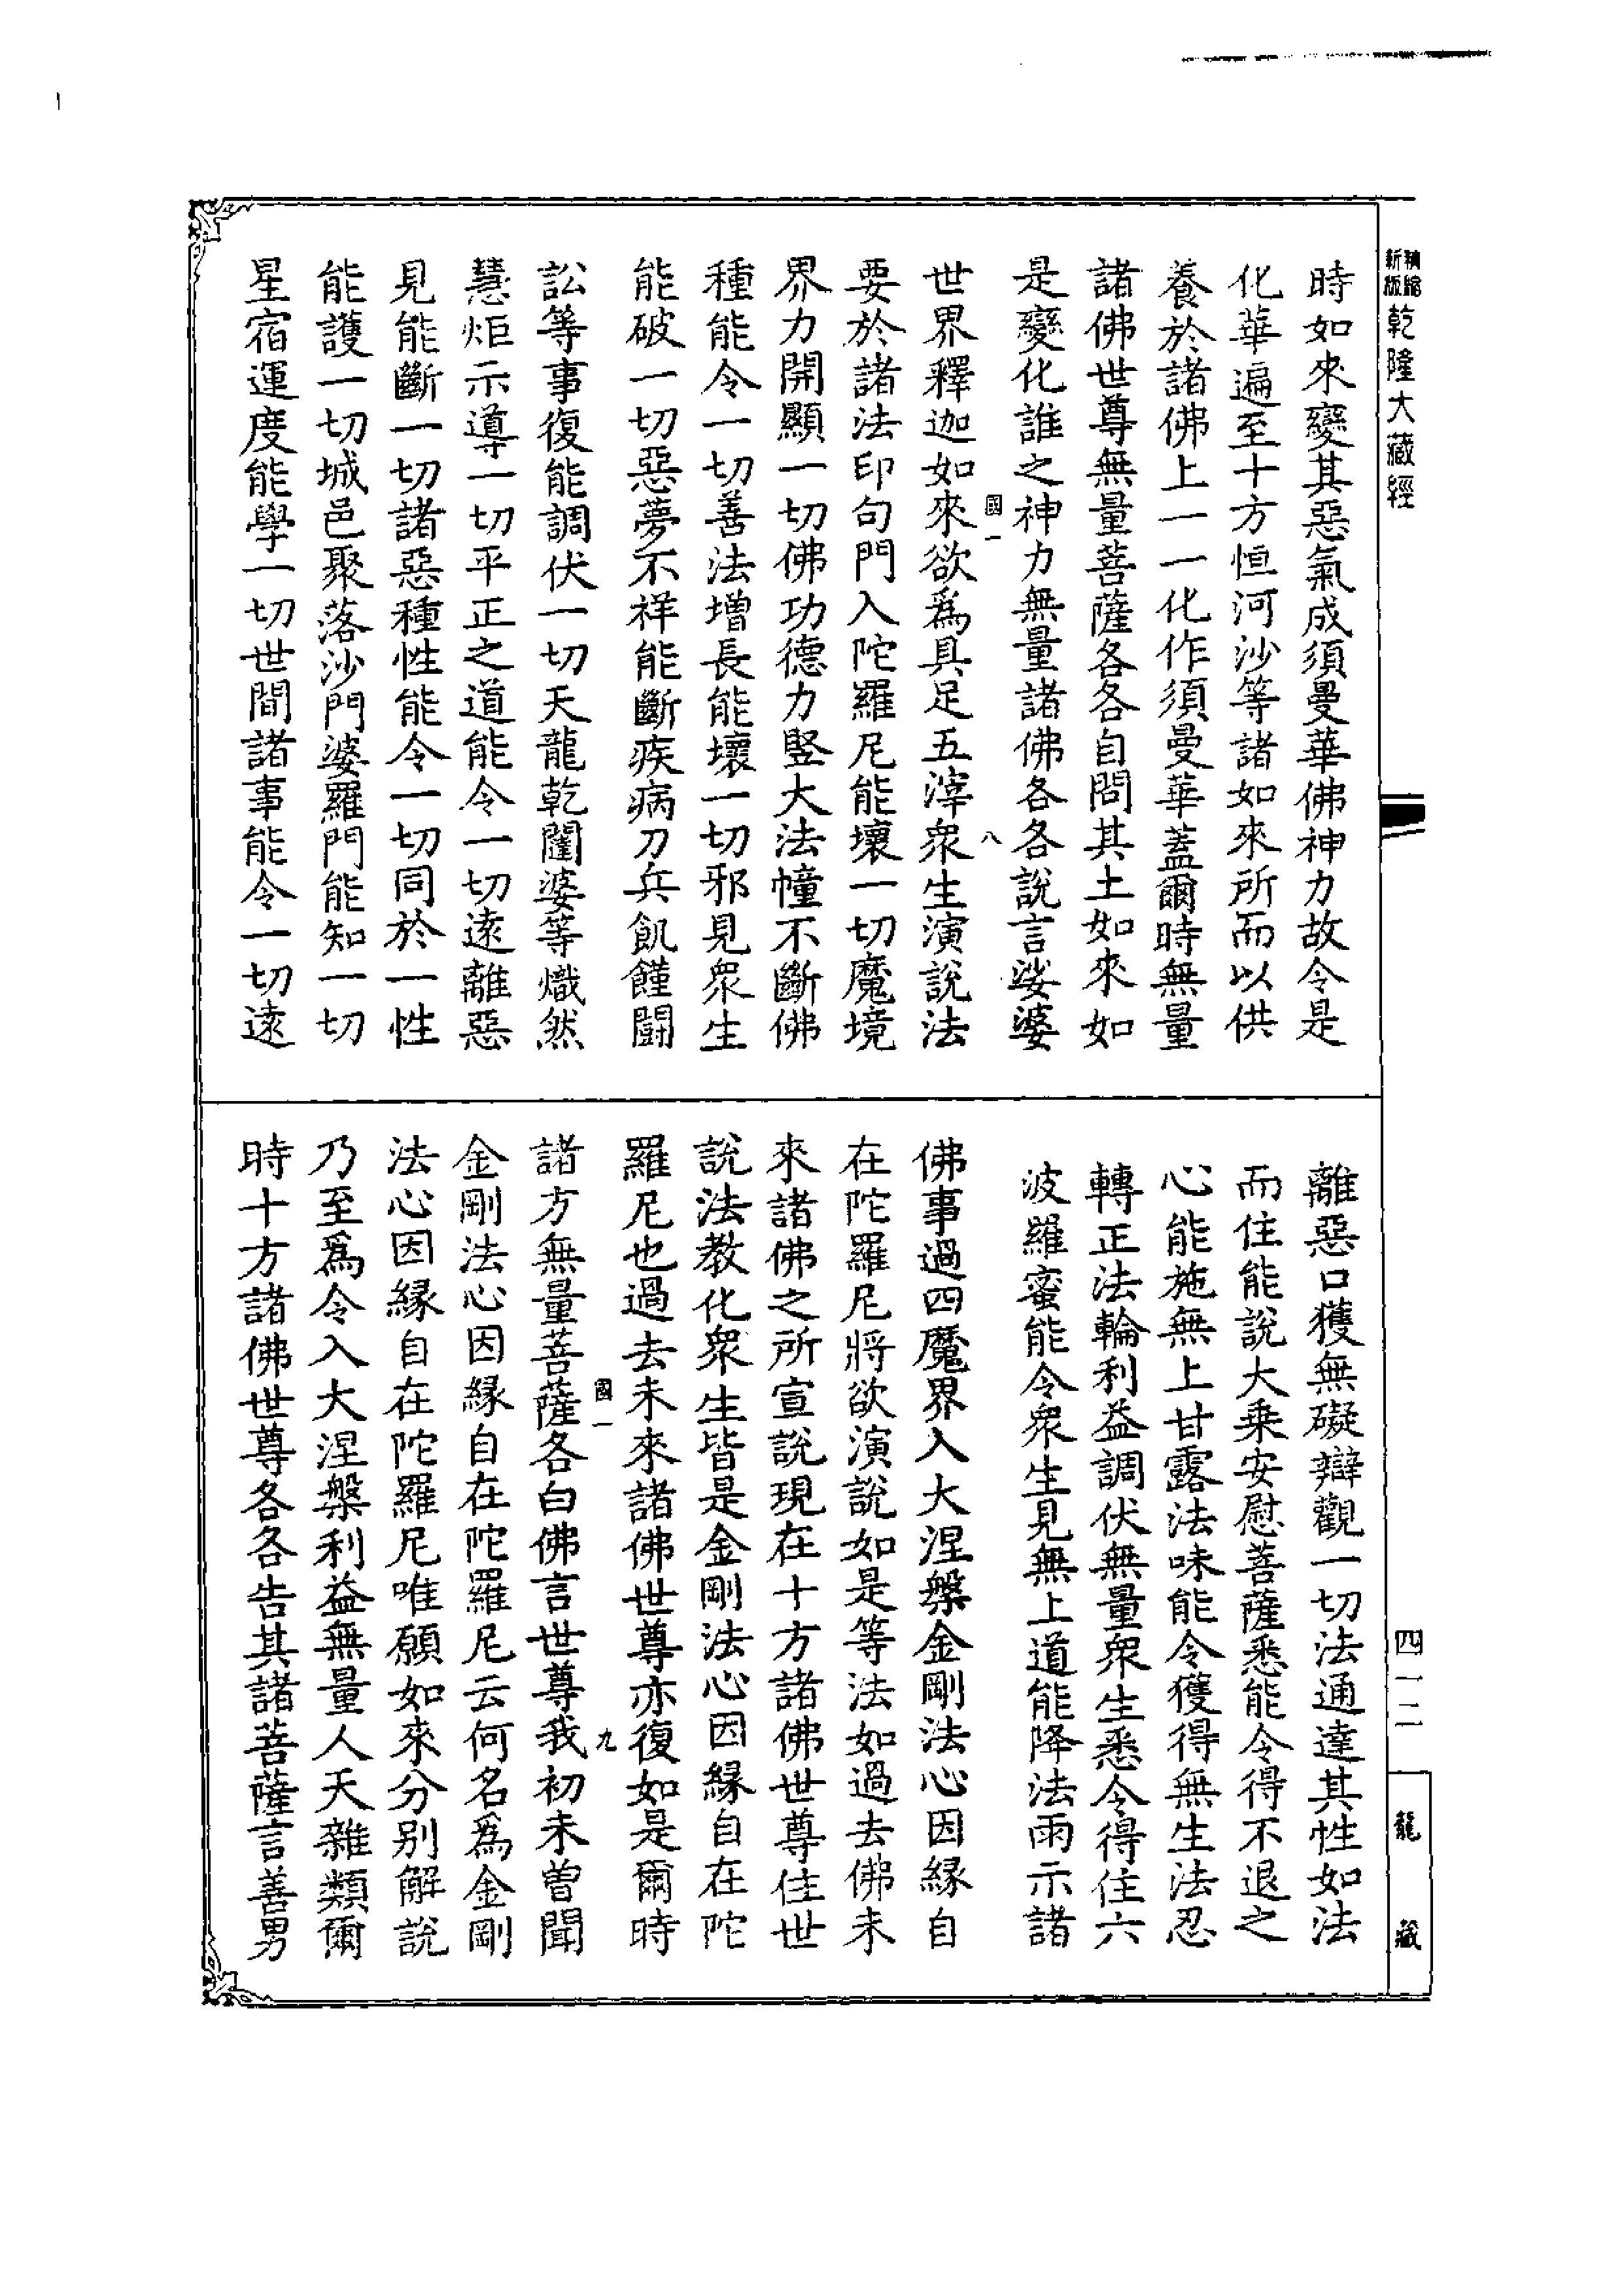 精縮新版乾隆大藏經
時如來變其惡氣成須曼華佛神力故令是
化華遍至十方恒河沙等諸如來所而以供
養於諸佛上一一化作須曼華蓋爾時無量
諸佛世尊無量菩薩各各自問其土如來如
是變化誰之神力無量諸佛各各說言娑婆
國一 八
世界釋迦如來欲爲具足五滓衆生演說法
要於諸法印句門入陀羅尼能壞一切魔境
界力開顯一切佛功德力竪大法幢不斷佛
種能令一切善法增長能壞一切邪見衆生
能破一切惡夢不祥能斷疾病刀兵飢饉鬪
訟等事復能調伏一切天龍乾闥婆等熾然
慧炬示導一切平正之道能令一切遠離惡
見能斷一切諸惡種性能令一切同於一性
能護一切城邑聚落沙門婆羅門能知一切
星宿運度能學一切世間諸事能令一切遠
離惡口獲無礙辯觀一切法通達其性如法
而住能說大乘安慰菩薩悉能令得不退之
心能施無上甘露法味能令獲得無生法忍
轉正法輪利益調伏無量衆生悉令得住六
波羅蜜能令衆生見無上道能降法雨示諸
佛事過四魔界入大涅槃金剛法心因緣自
在陀羅尼將欲演說如是等法如過去佛未
來諸佛之所宣說現在十方諸佛世尊住世
說法教化衆生皆是金剛法心因緣自在陀
羅尼也過去未來諸佛世尊亦復如是爾時
國一 九
諸方無量菩薩各白佛言世尊我初未曾聞
金剛法心因緣自在陀羅尼云何名爲金剛
法心因緣自在陀羅尼唯願如來分別解說
乃至爲令入大涅槃利益無量人天雜類爾
時十方諸佛世尊各各告其諸菩薩言善男
四一二
龍藏